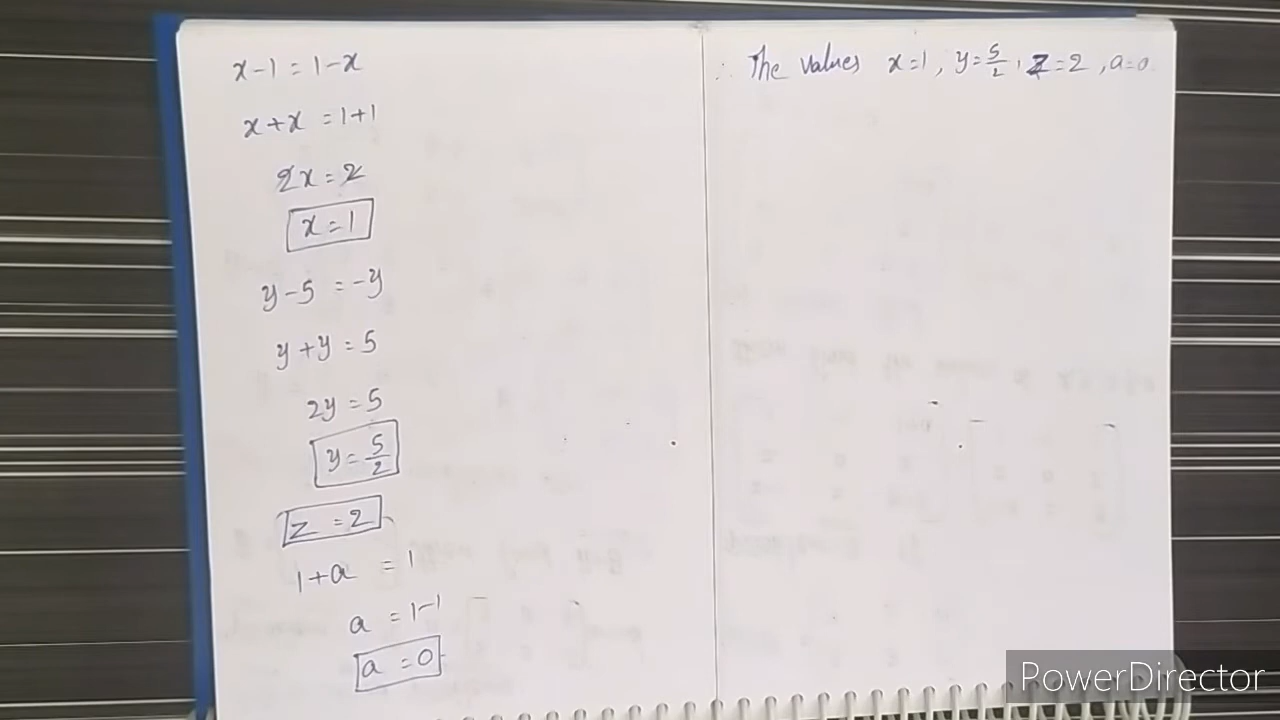 x-1 = 1-x
x+x = 1+1
2x = 2
x = 1
y-5 = -y
y+y = 5
2y = 5
y = 5/2
z = 2
1+a = 1
a = 1-1
a = 0
∴ The values x=1, y=5/2, z=2, a=0.
PowerDirector